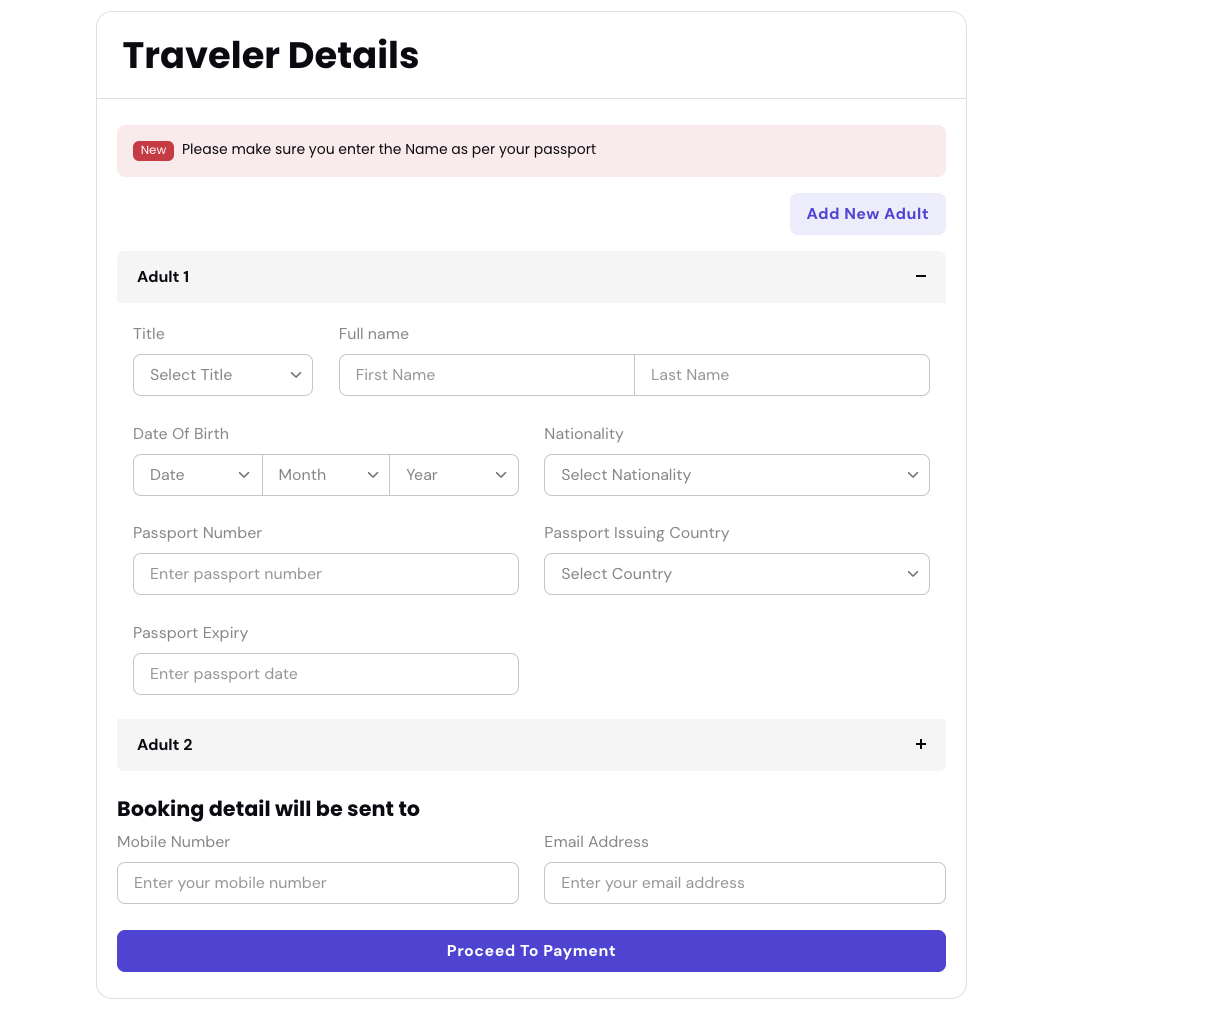 Traveler Details
New Please make sure you enter the Name as per your passport
Add New Adult
Adult 1
Title Full name
Select Title First Name Last Name
Date Of Birth Nationality
Date Month Year Select Nationality
Passport Number Passport Issuing Country
Enter passport number Select Country
Passport Expiry
Enter passport date
Adult 2
Booking detail will be sent to
Mobile Number Email Address
Enter your mobile number Enter your email address
Proceed To Payment